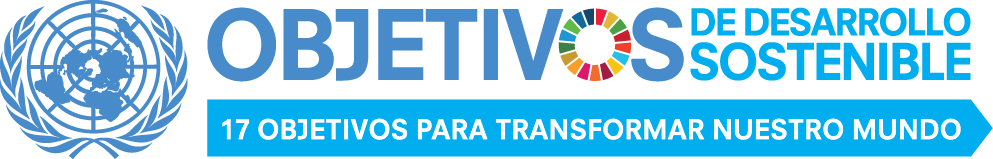 OBJETIVOS DE DESARROLLO
SOSTENIBLE
17 OBJETIVOS PARA TRANSFORMAR NUESTRO MUNDO